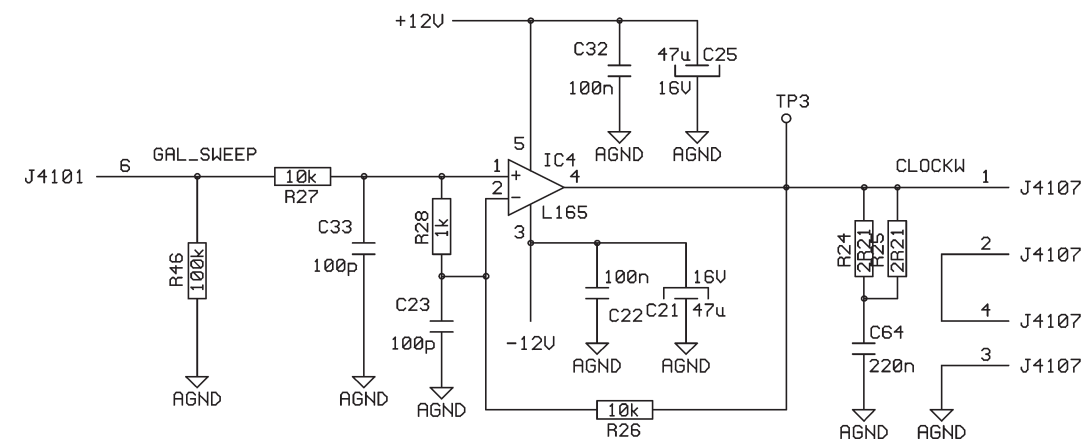 +12V
C32
47u C25
100n
16V
TP3
AGND
AGND
5
GAL_SWEEP
6
J4101
10k
R27
1
+
IC4
4
2
-
L165
CLOCKW
1
J4107
R46
100k
C33
100p
R28
1k
3
R24
2R21
R25
2R21
2
J4107
100n
16V
C23
100p
C22
C21
47u
-12V
4
J4107
C64
220n
3
J4107
AGND
AGND
AGND
AGND
AGND
10k
R26
AGND
AGND